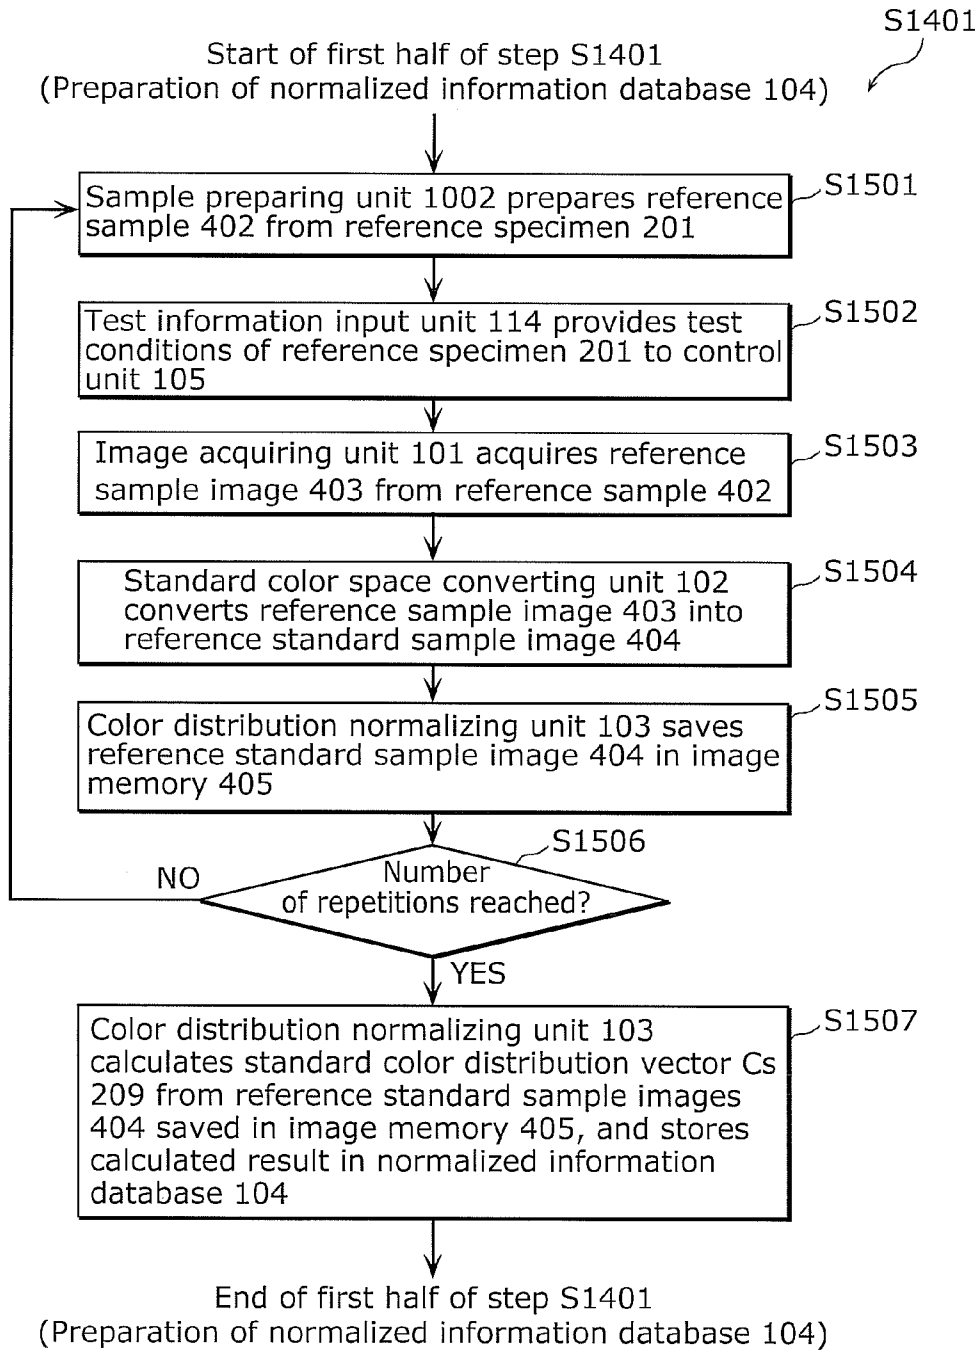 S1401
Start of first half of step S1401
(Preparation of normalized information database 104)
S1501
Sample preparing unit 1002 prepares reference
sample 402 from reference specimen 201
S1502
Test information input unit 114 provides test
conditions of reference specimen 201 to control
unit 105
S1503
Image acquiring unit 101 acquires reference
sample image 403 from reference sample 402
S1504
Standard color space converting unit 102
converts reference sample image 403 into
reference standard sample image 404
S1505
Color distribution normalizing unit 103 saves
reference standard sample image 404 in image
memory 405
S1506
Number
of repetitions reached?
NO
YES
S1507
Color distribution normalizing unit 103
calculates standard color distribution vector Cs
209 from reference standard sample images
404 saved in image memory 405, and stores
calculated result in normalized information
database 104
End of first half of step S1401
(Preparation of normalized information database 104)